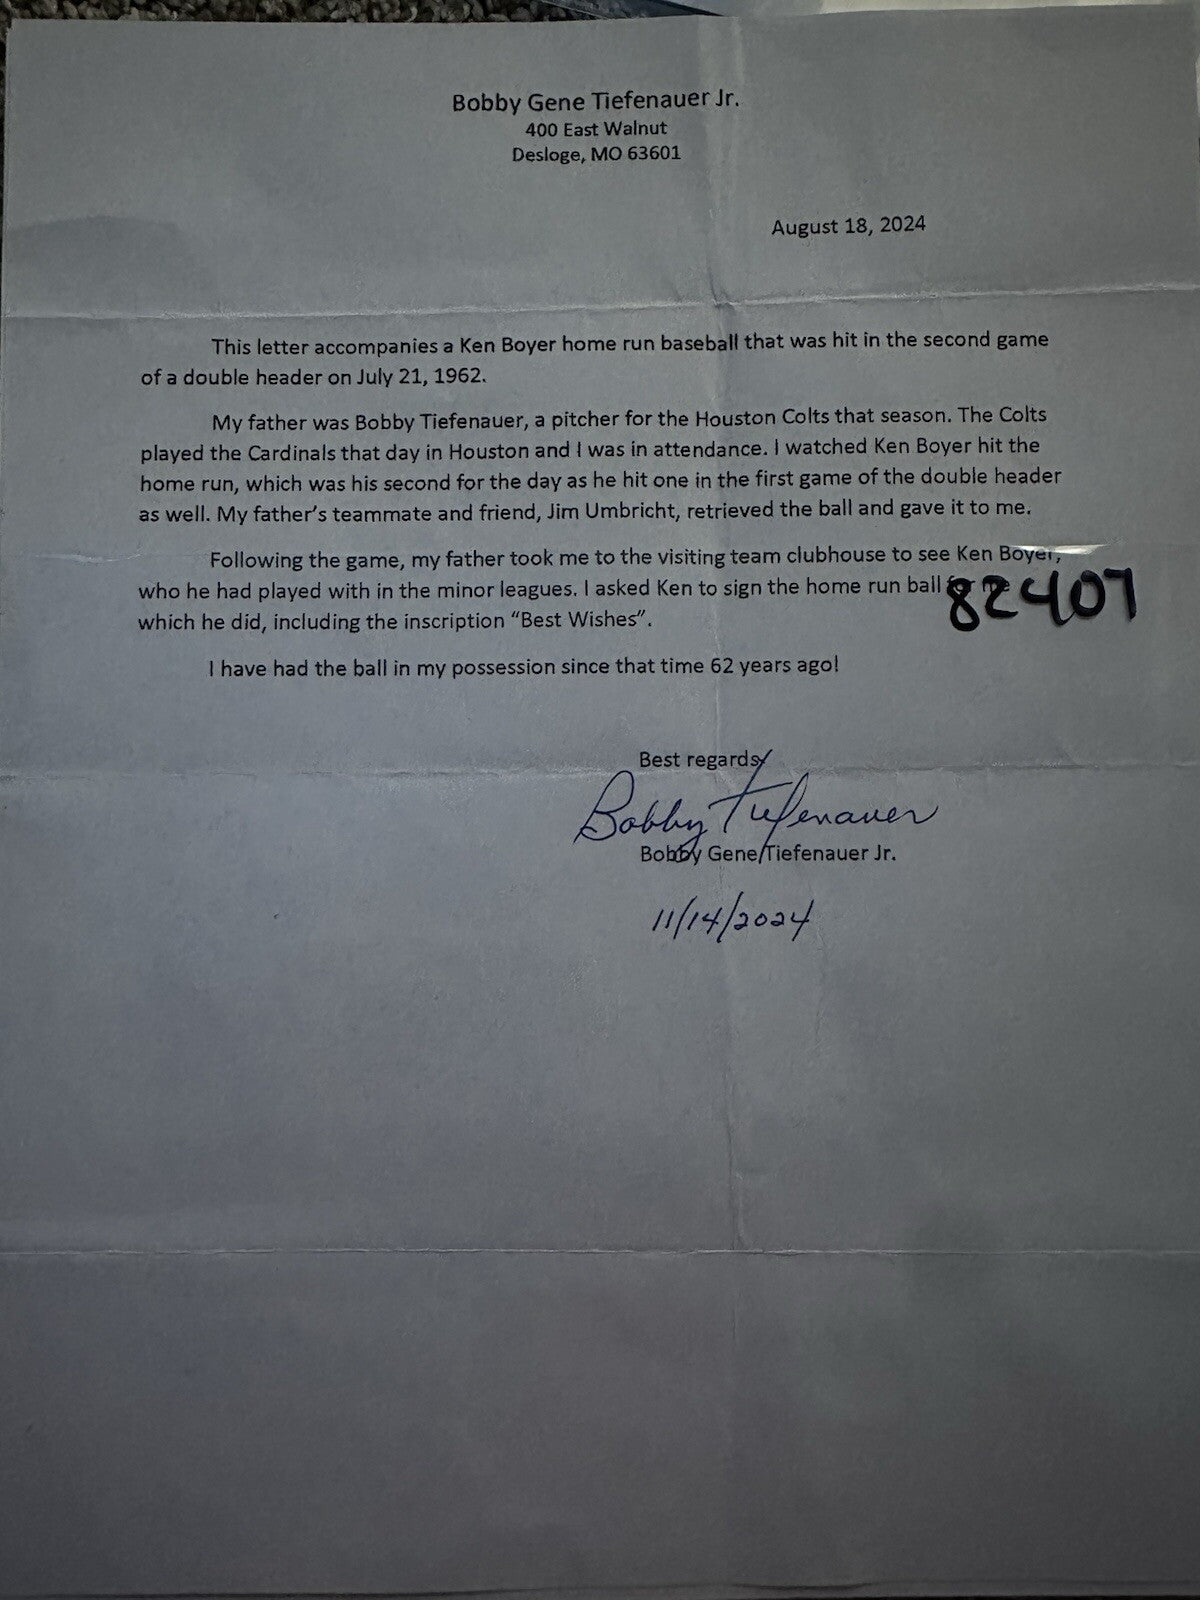 Bobby Gene Tiefenauer Jr.
400 East Walnut
Desloge, MO 63601
August 18, 2024
This letter accompanies a Ken Boyer home run baseball that was hit in the second game
of a double header on July 21, 1962.
My father was Bobby Tiefenauer, a pitcher for the Houston Colts that season. The Colts
played the Cardinals that day in Houston and I was in attendance. I watched Ken Boyer hit the
home run, which was his second for the day as he hit one in the first game of the double header
as well. My father's teammate and friend, Jim Umbricht, retrieved the ball and gave it to me.
Following the game, my father took me to the visiting team clubhouse to see Ken Boyer,
who he had played with in the minor leagues. I asked Ken to sign the home run ball
82407
which he did, including the inscription "Best Wishes".
I have had the ball in my possession since that time 62 years ago!
Best regards,
Bobby Tiefenauer
Bobby Gene Tiefenauer Jr.
11/14/2024